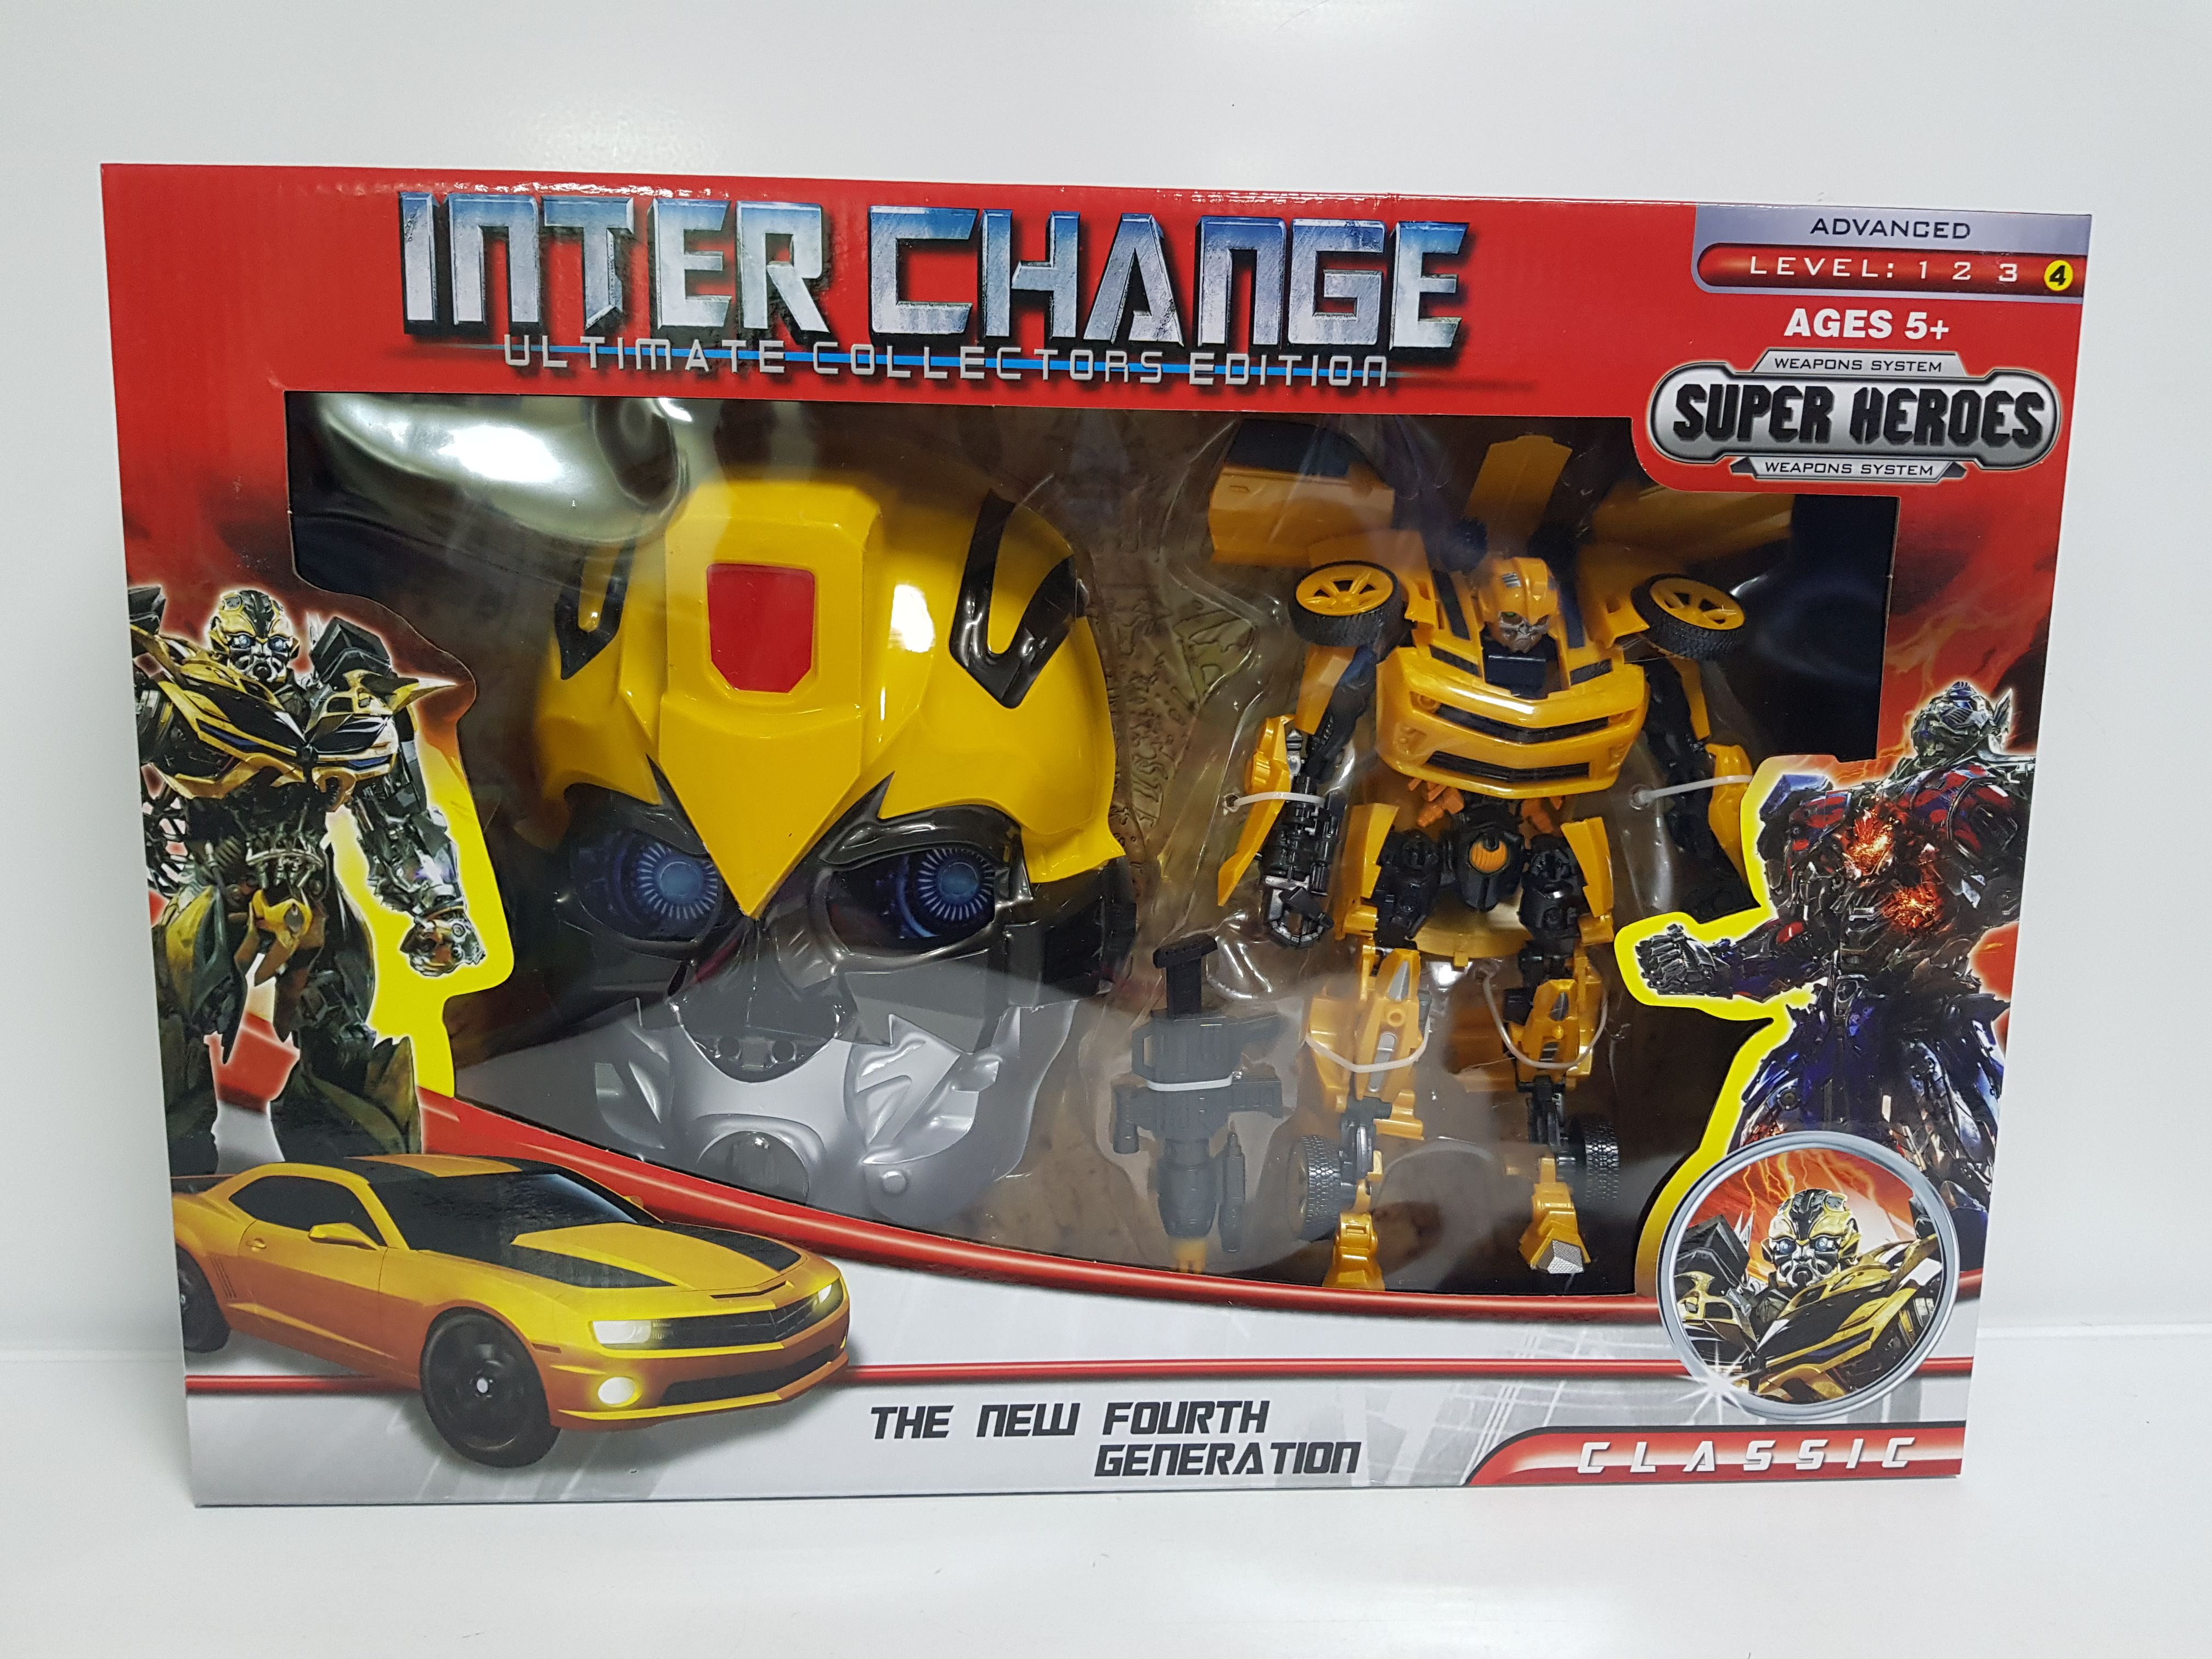 INTER CHANGE
ULTIMATE COLLECTORS EDITION
ADVANCED
LEVEL: 1 2 3 4
AGES 5+
WEAPONS SYSTEM
SUPER HEROES
WEAPONS SYSTEM
THE NEW FOURTH
GENERATION
CLASSIC